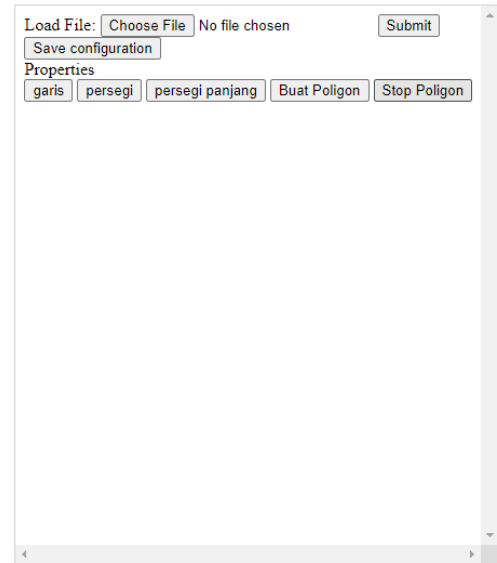 Load File: Choose File No file chosen Submit
Save configuration
Properties
garis persegi persegi panjang Buat Poligon Stop Poligon